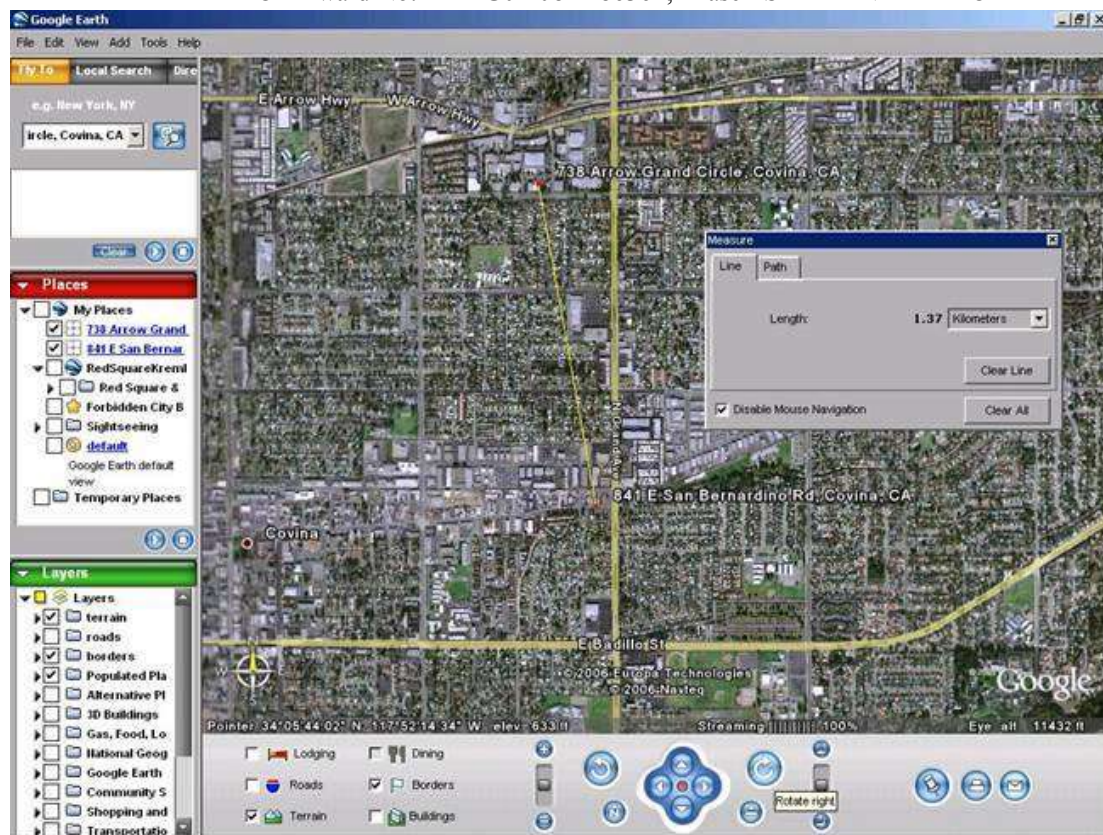 Google Earth
File Edit View Add Tools Help
Fly To Local Search Dire
e.g. New York, NY
ircle, Covina, CA
Clear
Places
My Places
738 Arrow Grand
841 E San Bernar
RedSquareKreml
Red Square &
Forbidden City B
Sightseeing
default
Google Earth default
view
Temporary Places
Layers
Layers
terrain
roads
borders
Populated Pla
Alternative Pl
3D Buildings
Gas, Food, Lo
National Geog
Google Earth
Community S
Shopping and
Transportatio
E Arrow Hwy
W Arrow Hwy
738 Arrow Grand Circle, Covina, CA
Measure
Line Path
Length: 1.37 Kilometers
Clear Line
Disable Mouse Navigation
Clear All
N Grand Ave
841 E San Bernardino Rd, Covina, CA
Covina
E Badillo St
© 2006 Europa Technologies
© 2006 Navteq
Google
Pointer 34°05'44.02" N 117°52'14.34" W elev 633 ft Streaming 100% Eye alt 11432 ft
Lodging Dining
Roads Borders
Terrain Buildings
Rotate right